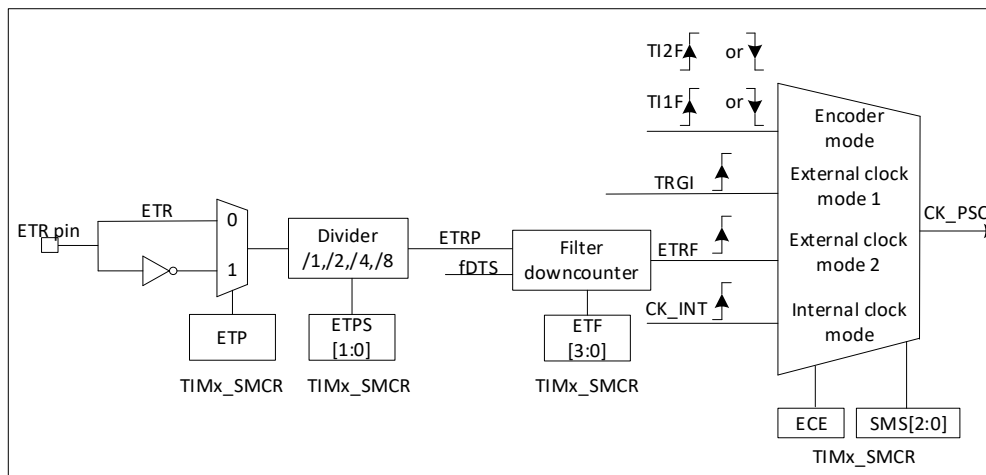 TI2F or
TI1F or
Encoder mode
TRGI
External clock mode 1
CK_PSC
ETR pin
ETR
0
1
Divider
/1,/2,/4,/8
ETRP
fDTS
Filter
downcounter
ETRF
External clock mode 2
CK_INT
Internal clock mode
ETP
ETPS
[1:0]
ETF
[3:0]
TIMx_SMCR
TIMx_SMCR
TIMx_SMCR
ECE
SMS[2:0]
TIMx_SMCR